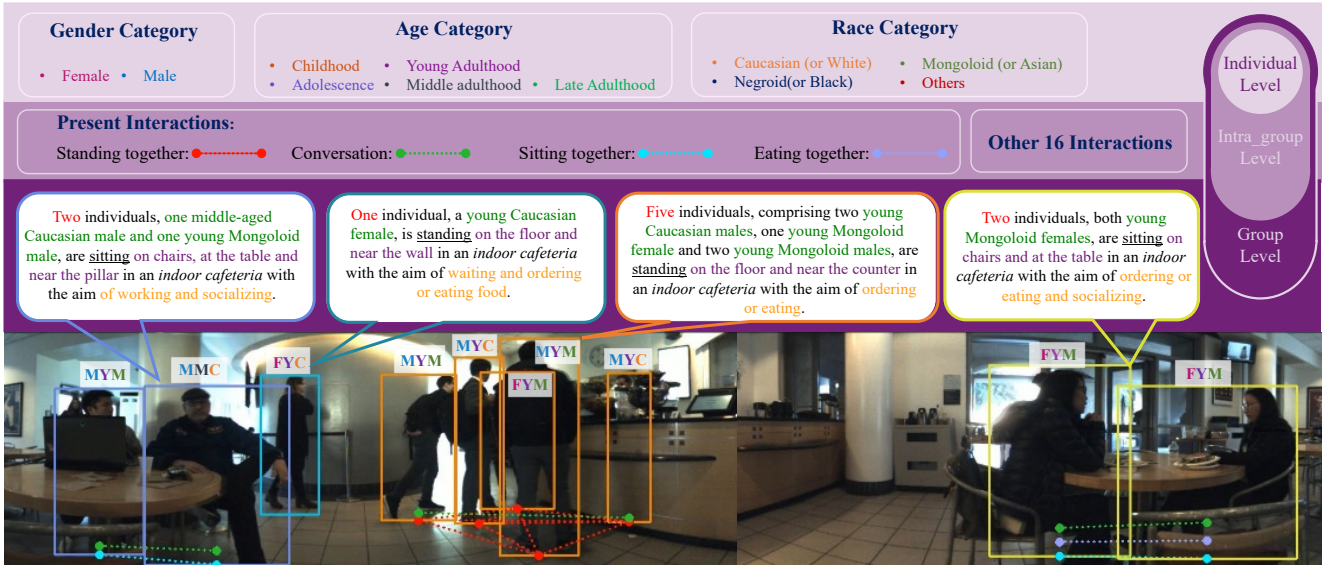 Gender Category
• Female • Male
Age Category
• Childhood • Young Adulthood
• Adolescence • Middle adulthood • Late Adulthood
Race Category
• Caucasian (or White) • Mongoloid (or Asian)
• Negroid(or Black) • Others
Individual
Level
Present Interactions:
Standing together: Conversation: Sitting together: Eating together:
Other 16 Interactions
Intra_group
Level
Group
Level
Two individuals, one middle-aged
Caucasian male and one young Mongoloid
male, are sitting on chairs, at the table and
near the pillar in an indoor cafeteria with
the aim of working and socializing.
One individual, a young Caucasian
female, is standing on the floor and
near the wall in an indoor cafeteria
with the aim of waiting and ordering
or eating food.
Five individuals, comprising two young
Caucasian males, one young Mongoloid
female and two young Mongoloid males, are
standing on the floor and near the counter in
an indoor cafeteria with the aim of ordering
or eating.
Two individuals, both young
Mongoloid females, are sitting on
chairs and at the table in an indoor
cafeteria with the aim of ordering or
eating and socializing.
MYM
MMC
FYC
MYM
MYC
MYM
FYM
MYC
FYM
FYM